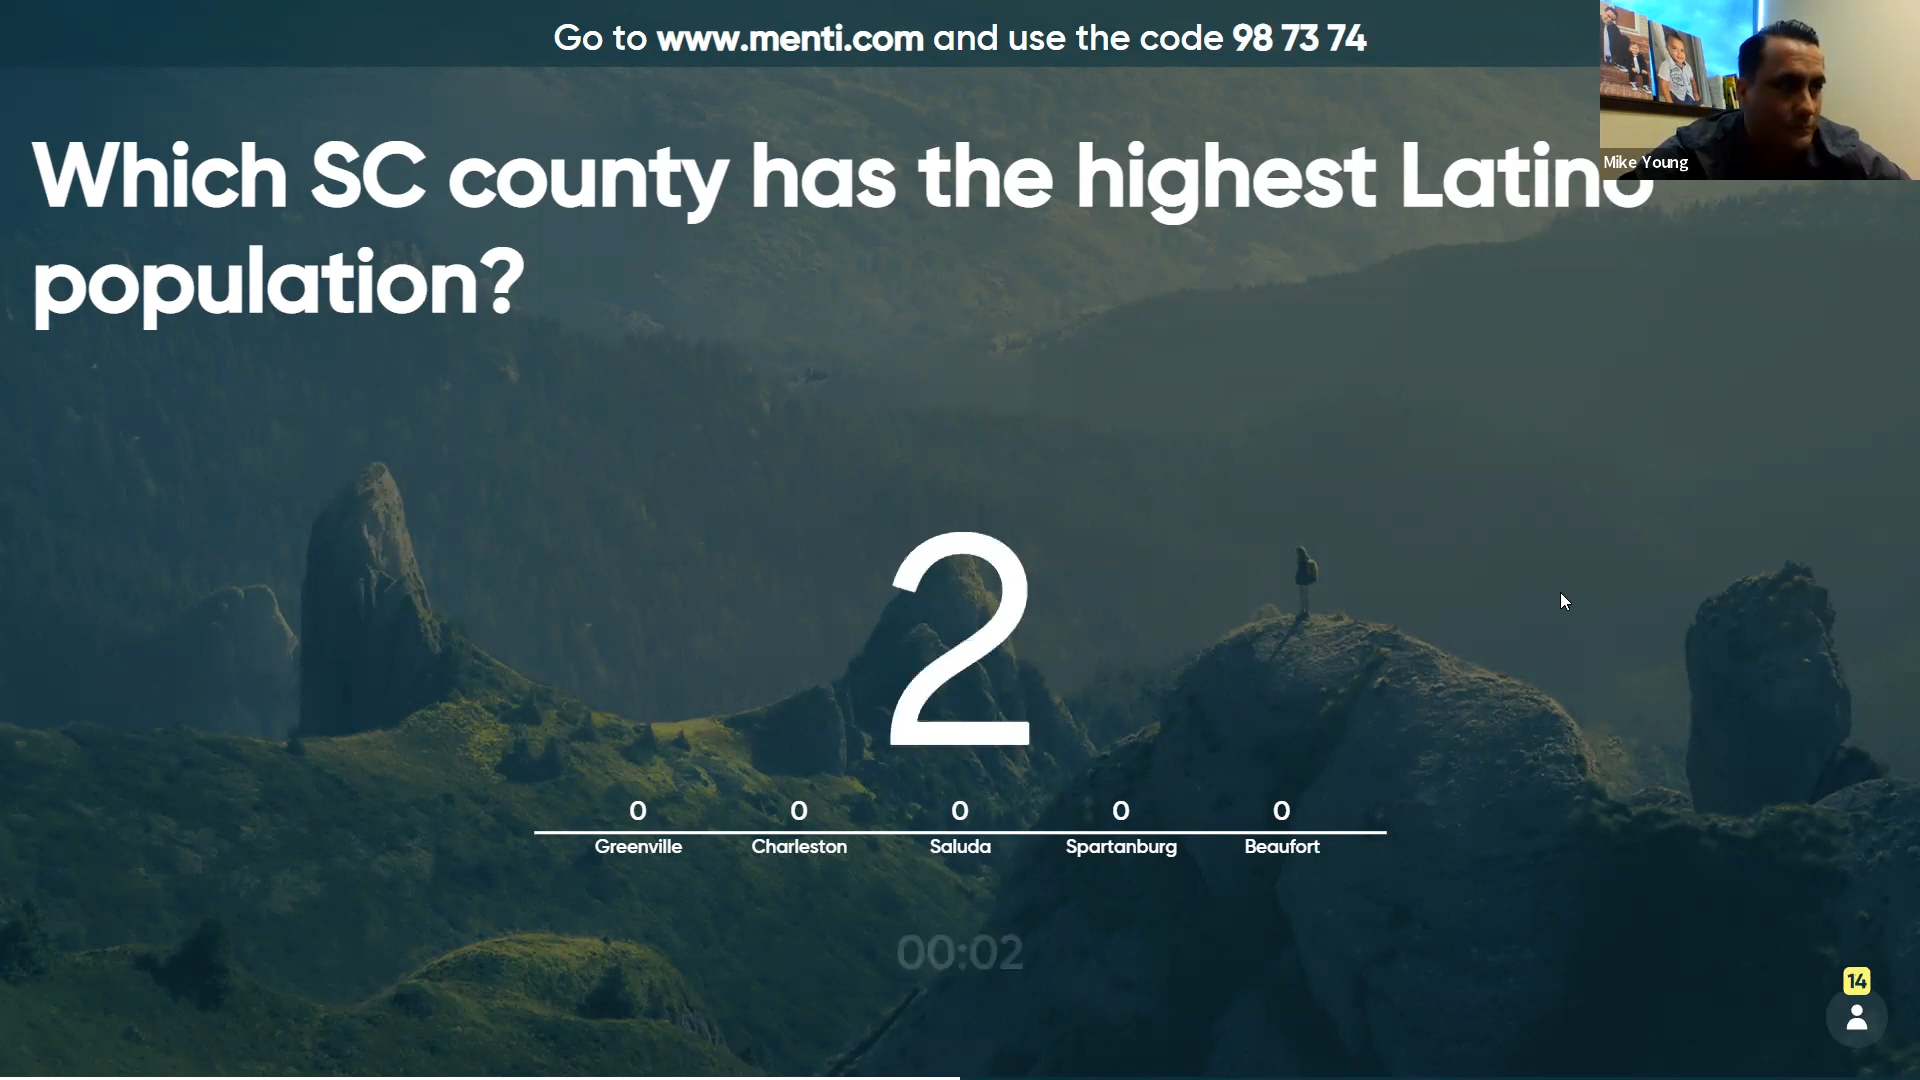 Go to www.menti.com and use the code 98 73 74
Mike Young
Which SC county has the highest Latino
population?
2
0 0 0 0 0
Greenville Charleston Saluda Spartanburg Beaufort
00:02
14